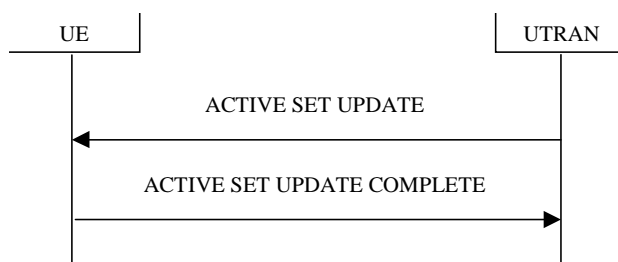 UE
UTRAN
ACTIVE SET UPDATE
ACTIVE SET UPDATE COMPLETE